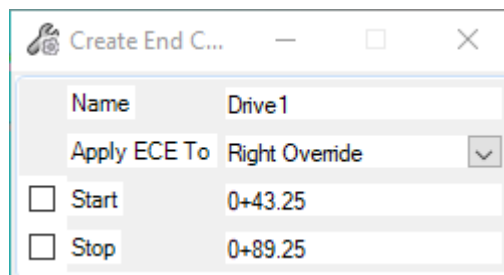 Create End C...
Name Drive1
Apply ECE To Right Override
Start 0+43.25
Stop 0+89.25